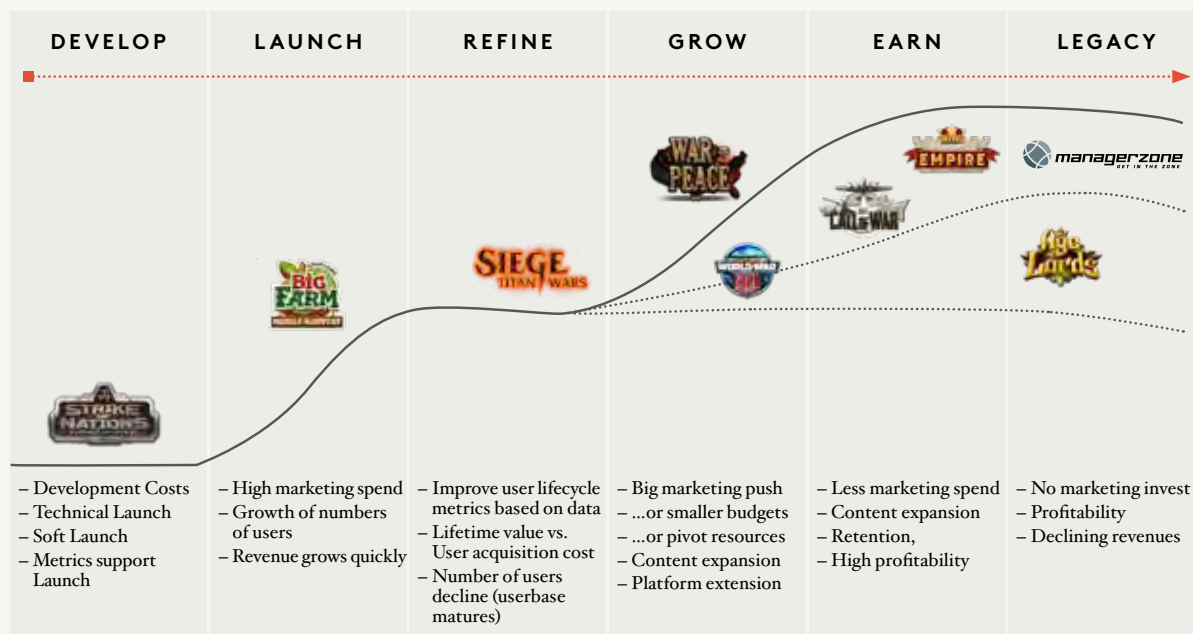 DEVELOP
LAUNCH
REFINE
GROW
EARN
LEGACY
STRIKE
OF
NATIONS
BIG
FARM
SIEGE
TITAN WARS
WAR
PEACE
WORLD WAR
CALL OF WAR
EMPIRE
managerzone
GET IN THE ZONE
Age
of
Lords
– Development Costs
– Technical Launch
– Soft Launch
– Metrics support
Launch
– High marketing spend
– Growth of numbers
of users
– Revenue grows quickly
– Improve user lifecycle
metrics based on data
– Lifetime value vs.
User acquisition cost
– Number of users
decline (userbase
matures)
– Big marketing push
– ...or smaller budgets
– ...or pivot resources
– Content expansion
– Platform extension
– Less marketing spend
– Content expansion
– Retention,
– High profitability
– No marketing invest
– Profitability
– Declining revenues